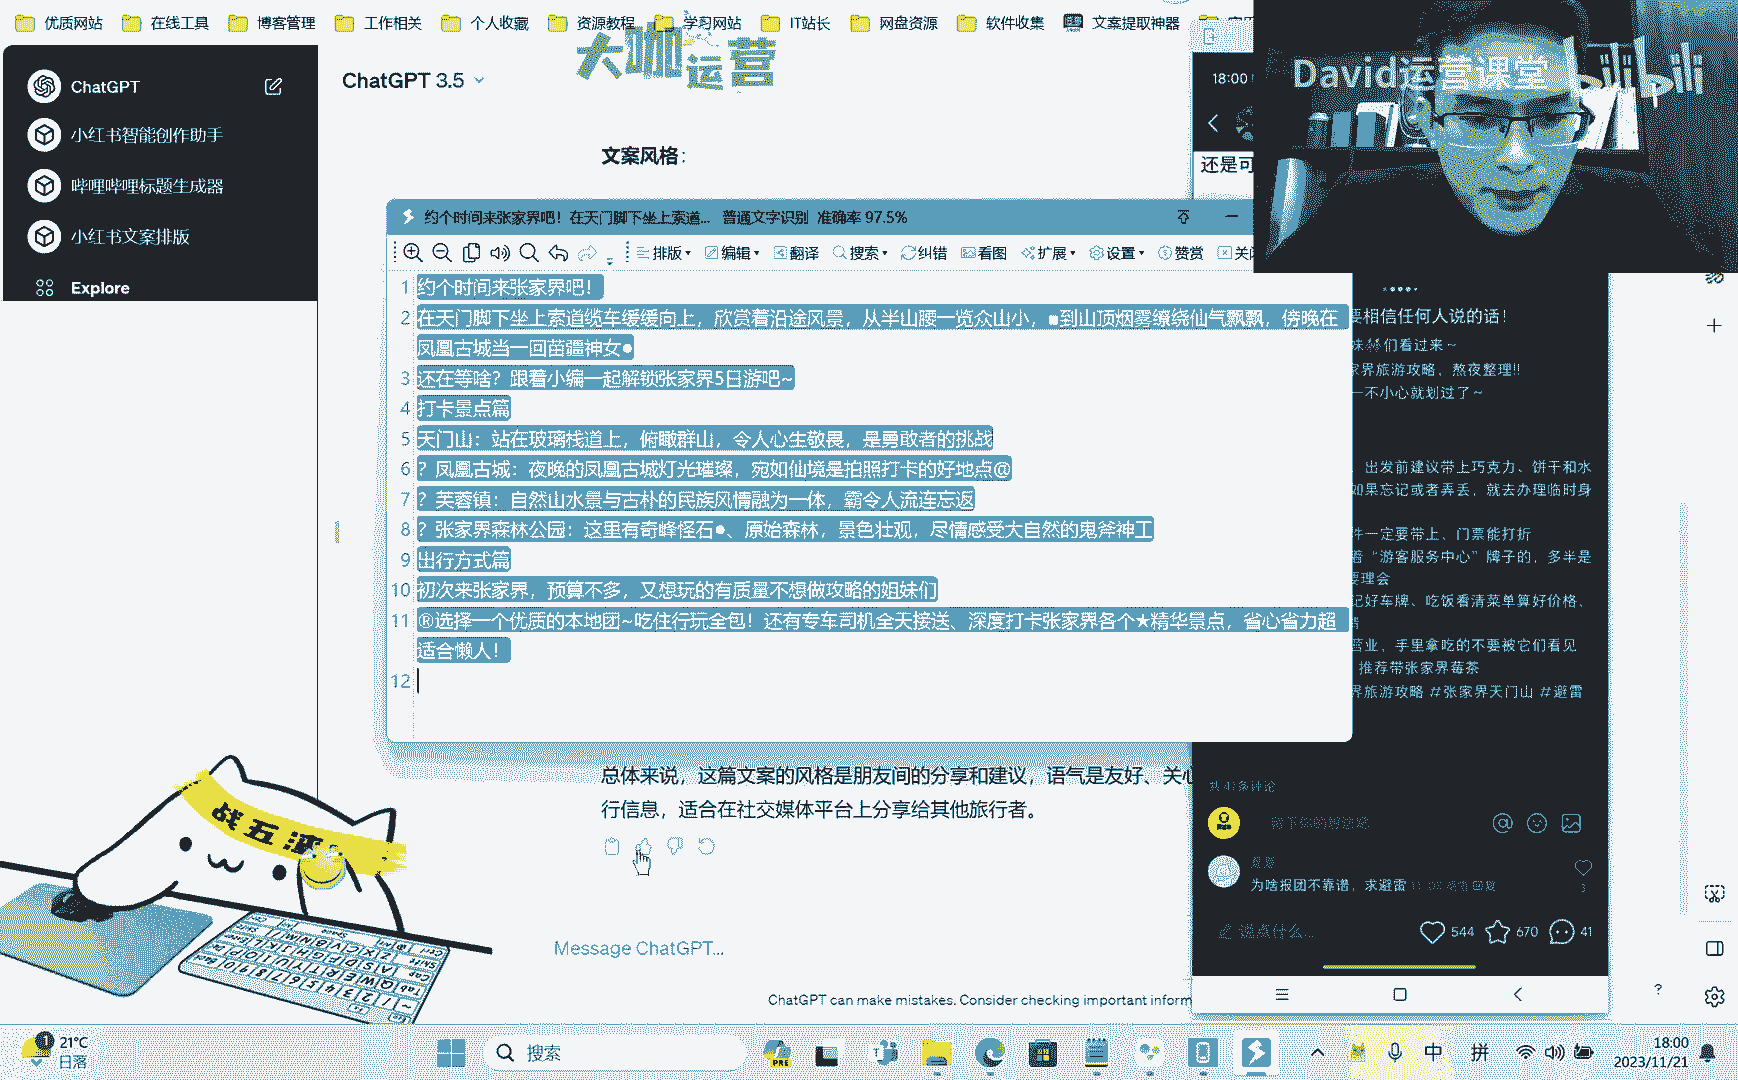 优质网站
在线工具
博客管理
工作相关
个人收藏
资源教程
学习网站
IT站长
网盘资源
软件收集
文案提取神器
大咖运营
David运营课堂
bilibili
ChatGPT
小红书智能创作助手
哔哩哔哩标题生成器
小红书文案排版
Explore
ChatGPT 3.5
文案风格：
18:00
还是可
约个时间来张家界吧！在天门脚下坐上索道... 普通文字识别 准确率 97.5%
排版 编辑 翻译 搜索 纠错 看图 扩展 设置 赞赏 关闭
1 约个时间来张家界吧！
2 在天门脚下坐上索道缆车缓缓向上，欣赏着沿途风景，从半山腰一览众山小，■到山顶烟雾缭绕仙气飘飘，傍晚在
凤凰古城当一回苗疆神女●
3 还在等啥？跟着小编一起解锁张家界5日游吧~
4 打卡景点篇
5 天门山：站在玻璃栈道上，俯瞰群山，令人心生敬畏，是勇敢者的挑战
6 ？凤凰古城：夜晚的凤凰古城灯光璀璨，宛如仙境是拍照打卡的好地点@
7 ？芙蓉镇：自然山水景与古朴的民族风情融为一体，霸令人流连忘返
8 ？张家界森林公园：这里有奇峰怪石●、原始森林，景色壮观，尽情感受大自然的鬼斧神工
9 出行方式篇
10 初次来张家界，预算不多，又想玩的有质量不想做攻略的姐妹们
11 ®选择一个优质的本地团~吃住行玩全包！还有专车司机全天接送、深度打卡张家界各个★精华景点，省心省力超
适合懒人！
12
要相信任何人说的话！
妹们看过来～
家界旅游攻略，熬夜整理!!
一不小心就划过了～
出发前建议带上巧克力、饼干和水
如果忘记或者弄丢，就去办理临时身
件一定要带上、门票能打折
着“游客服务中心”牌子的，多半是
要理会
记好车牌、吃饭看清菜单算好价格、
情
营业，手里拿吃的不要被它们看见
推荐带张家界莓茶
界旅游攻略 #张家界天门山 #避雷
总体来说，这篇文案的风格是朋友间的分享和建议，语气是友好、关心
行信息，适合在社交媒体平台上分享给其他旅行者。
共 41条评论
为啥报团不靠谱，求避雷
3
说点什么...
544
670
41
战五渣
Message ChatGPT...
ChatGPT can make mistakes. Consider checking important inform
21°C
日落
搜索
PRE
中
拼
18:00
2023/11/21